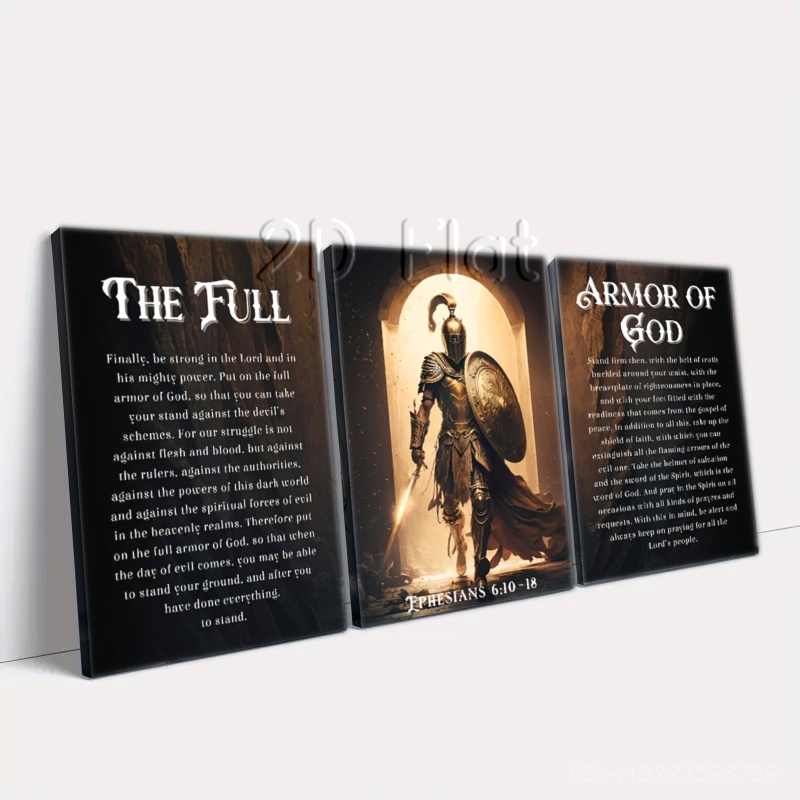 2D Flat
THE FULL
Finally, be strong in the Lord and in
his mighty power. Put on the full
armor of God, so that you can take
your stand against the devil's
schemes. For our struggle is not
against flesh and blood, but against
the rulers, against the authorities,
against the powers of this dark world
and against the spiritual forces of evil
in the heavenly realms. Therefore put
on the full armor of God, so that when
the day of evil comes, you may be able
to stand your ground, and after you
have done everything,
to stand.
EPHESIANS 6:10-18
ARMOR OF
GOD
Stand firm then, with the belt of truth
buckled around your waist, with the
breastplate of righteousness in place,
and with your feet fitted with the
readiness that comes from the gospel of
peace. In addition to all this, take up the
shield of faith, with which you can
extinguish all the flaming arrows of the
evil one. Take the helmet of salvation
and the sword of the Spirit, which is the
word of God. And pray in the Spirit on all
occasions with all kinds of prayers and
requests. With this in mind, be alert and
always keep on praying for all the
Lord's people.